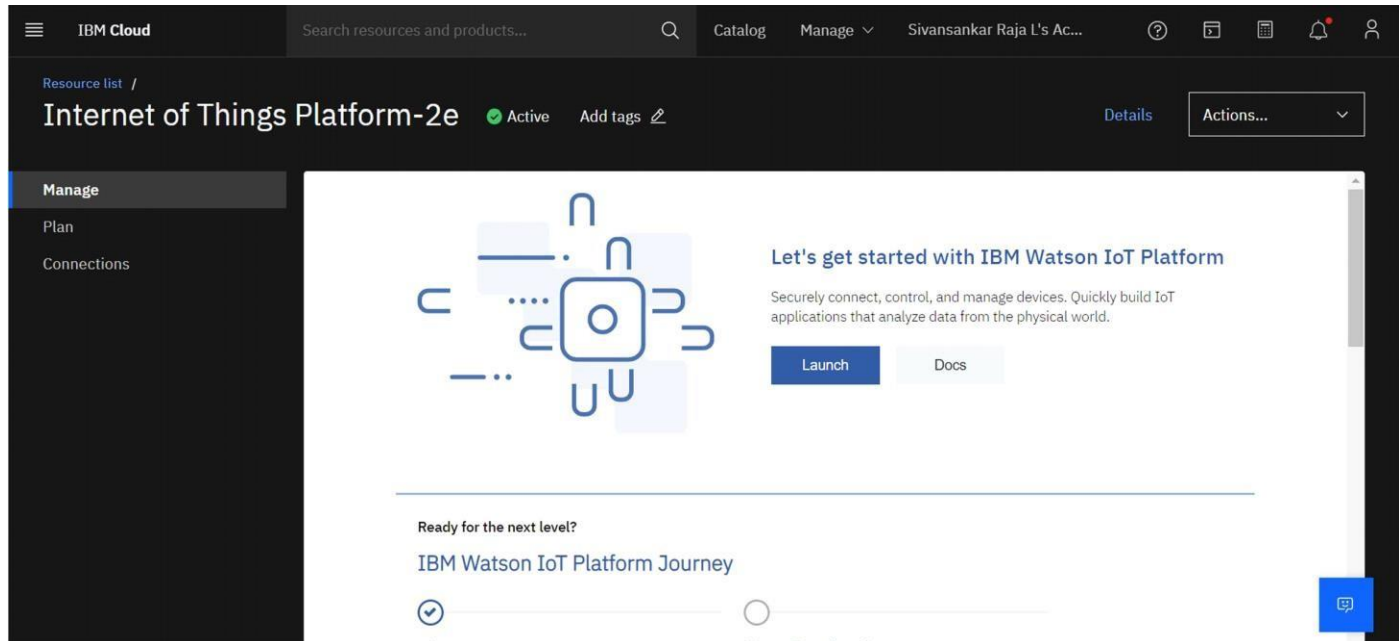 IBM Cloud
Search resources and products...
Catalog
Manage
Sivansankar Raja L's Ac...
Resource list /
Internet of Things Platform-2e
Active
Add tags
Details
Actions...
Manage
Plan
Connections
Let's get started with IBM Watson IoT Platform
Securely connect, control, and manage devices. Quickly build IoT
applications that analyze data from the physical world.
Launch
Docs
Ready for the next level?
IBM Watson IoT Platform Journey